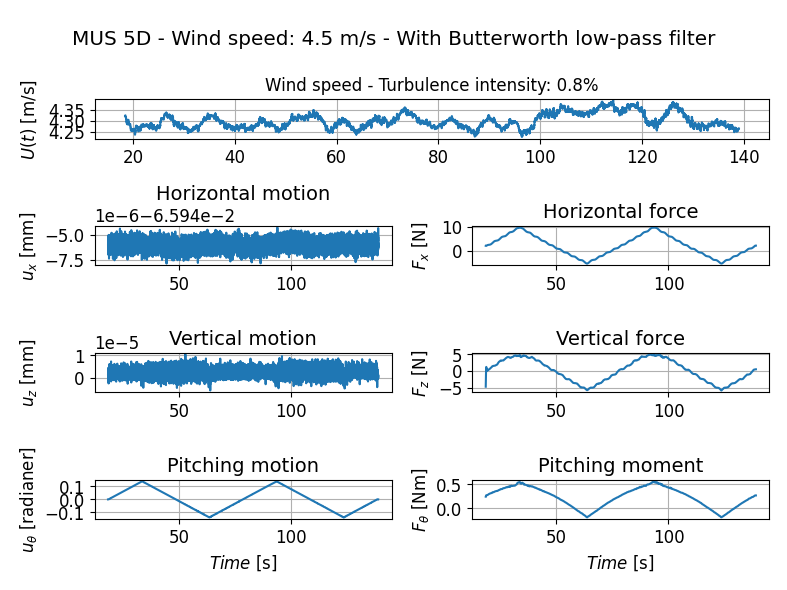 MUS 5D - Wind speed: 4.5 m/s - With Butterworth low-pass filter
Wind speed - Turbulence intensity: 0.8%
U(t) [m/s]
4.35
4.30
4.25
20 40 60 80 100 120 140
Horizontal motion
1e−6−6.594e−2
u_x [mm]
−5.0
−7.5
50 100
Horizontal force
F_x [N]
10
0
50 100
Vertical motion
1e−5
u_z [mm]
1
0
50 100
Vertical force
F_z [N]
5
0
−5
50 100
Pitching motion
u_θ [radianer]
0.1
0.0
−0.1
50 100
Time [s]
Pitching moment
F_θ [Nm]
0.5
0.0
50 100
Time [s]